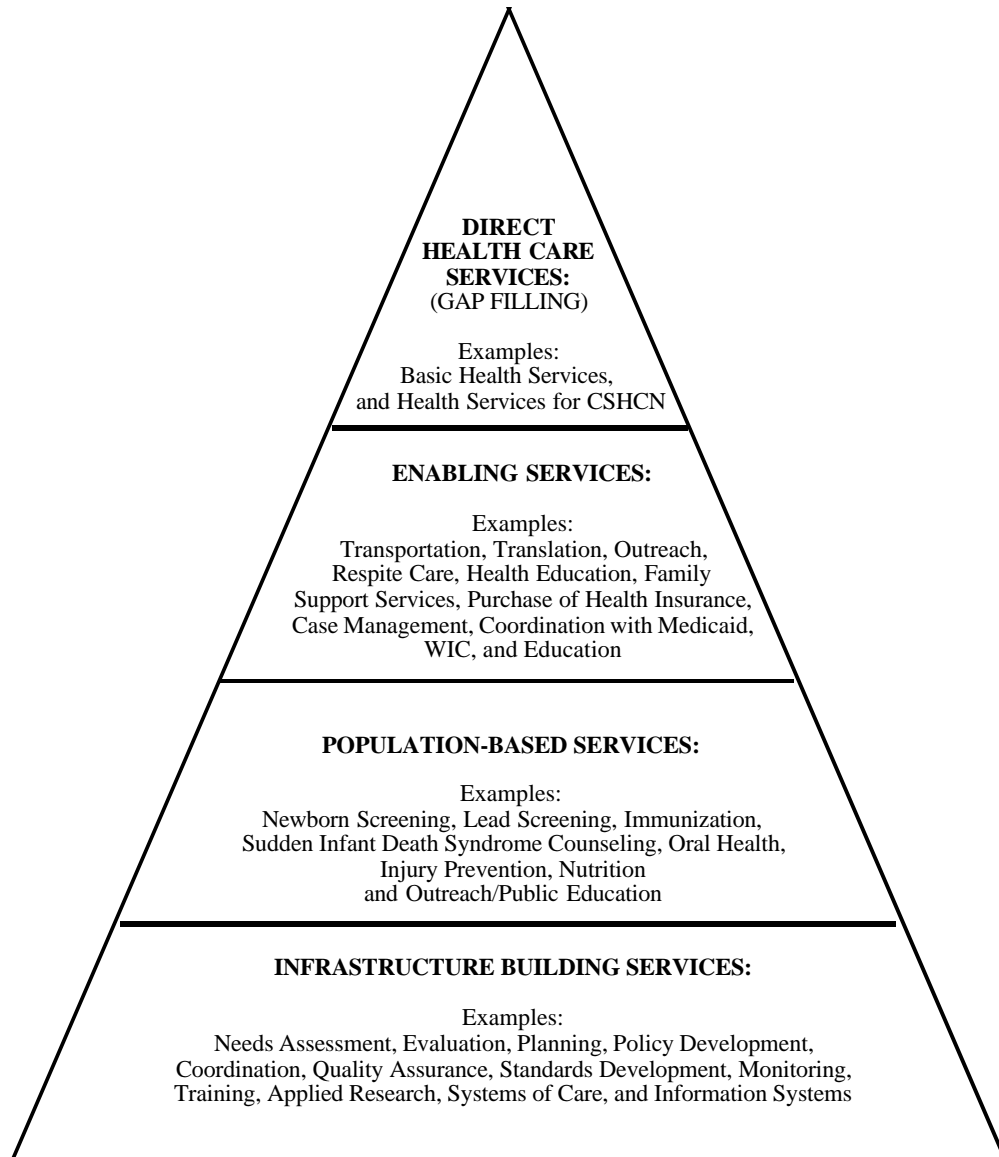 DIRECT
HEALTH CARE
SERVICES:
(GAP FILLING)
Examples:
Basic Health Services,
and Health Services for CSHCN
ENABLING SERVICES:
Examples:
Transportation, Translation, Outreach,
Respite Care, Health Education, Family
Support Services, Purchase of Health Insurance,
Case Management, Coordination with Medicaid,
WIC, and Education
POPULATION-BASED SERVICES:
Examples:
Newborn Screening, Lead Screening, Immunization,
Sudden Infant Death Syndrome Counseling, Oral Health,
Injury Prevention, Nutrition
and Outreach/Public Education
INFRASTRUCTURE BUILDING SERVICES:
Examples:
Needs Assessment, Evaluation, Planning, Policy Development,
Coordination, Quality Assurance, Standards Development, Monitoring,
Training, Applied Research, Systems of Care, and Information Systems